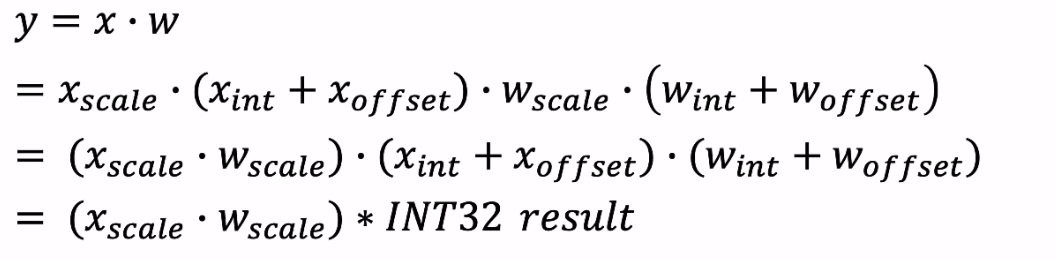 y = x · w
= x_scale · (x_int + x_offset) · w_scale · (w_int + w_offset)
= (x_scale · w_scale) · (x_int + x_offset) · (w_int + w_offset)
= (x_scale · w_scale) * INT32 result